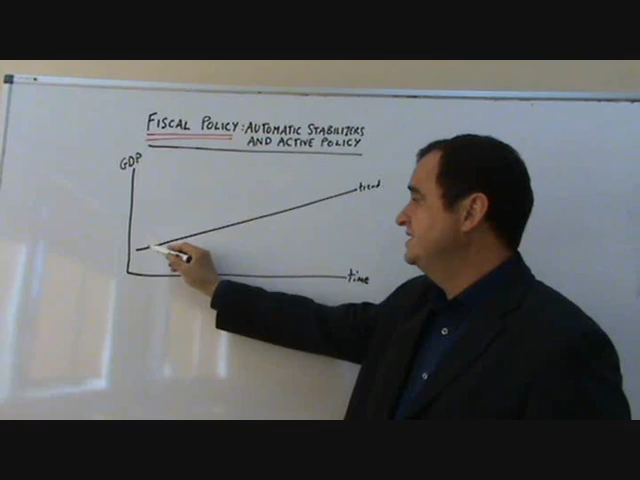 FISCAL POLICY: AUTOMATIC STABILIZERS
AND ACTIVE POLICY
GDP
trend
time